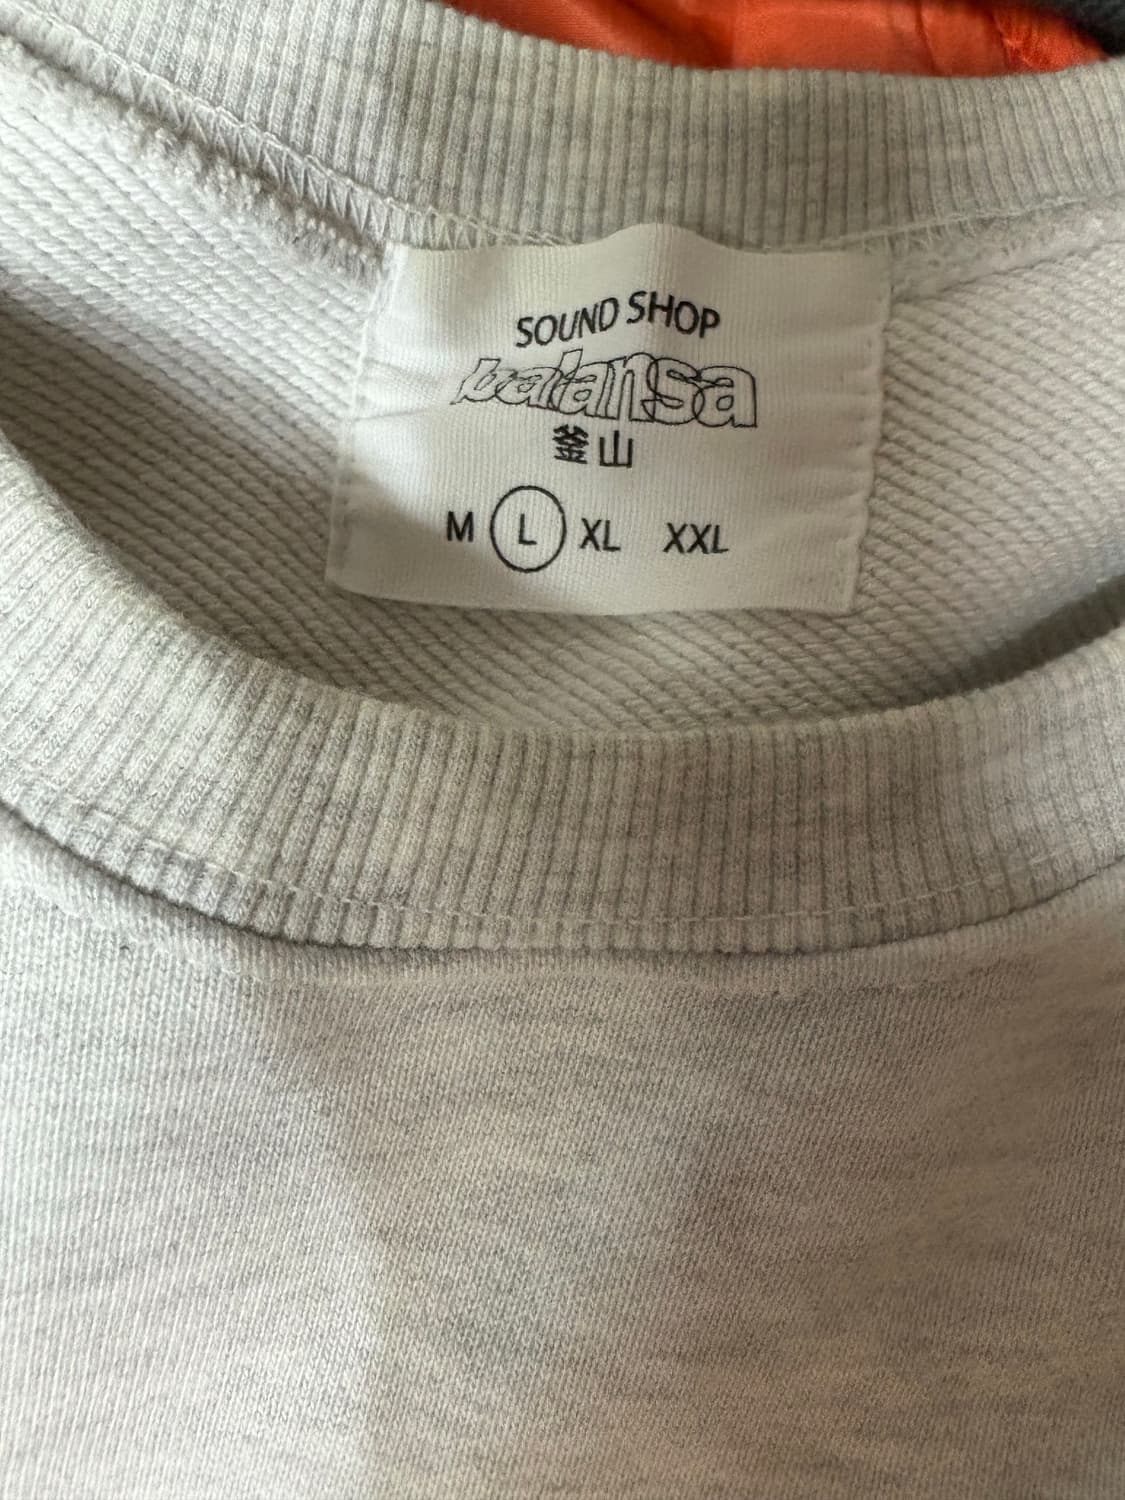 SOUND SHOP
balansa
釜山
M L XL XXL